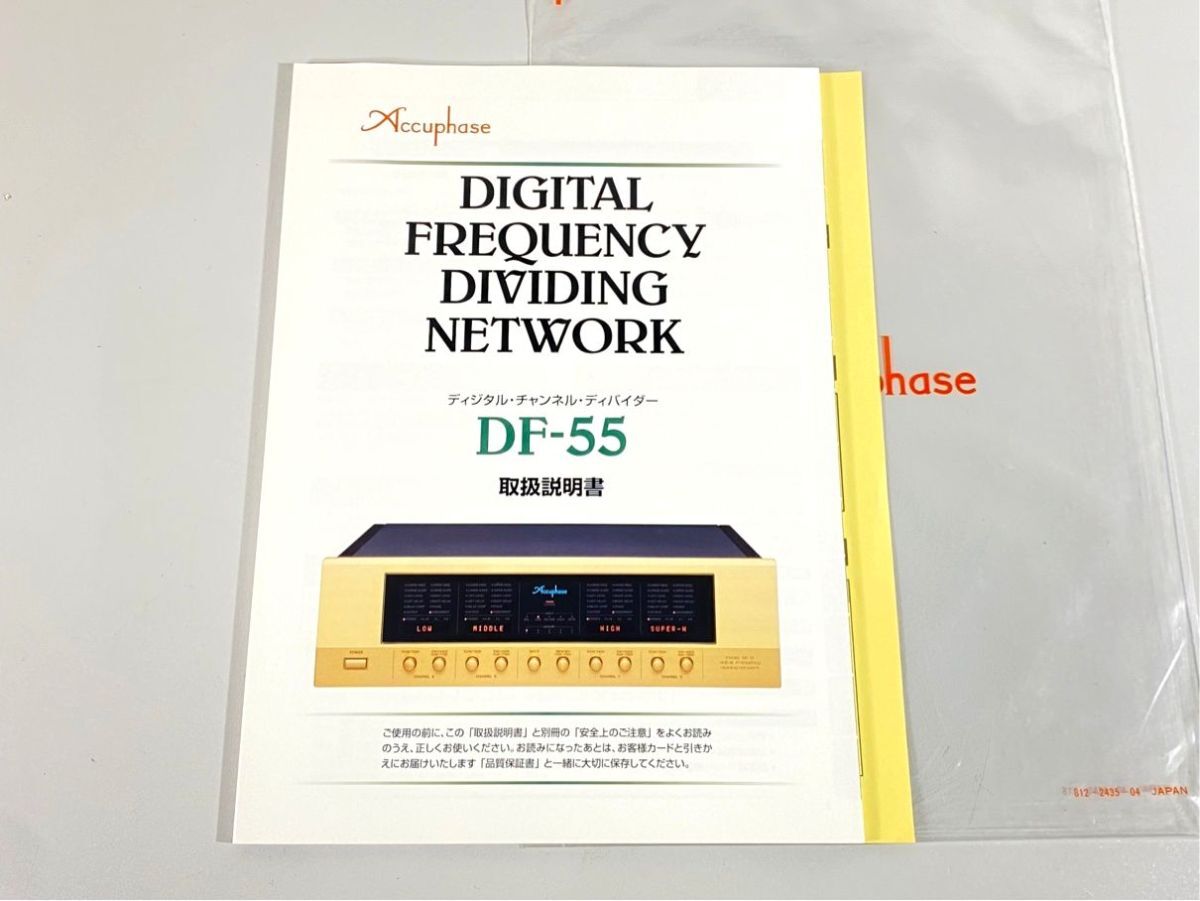 Accuphase
DIGITAL
FREQUENCY
DIVIDING
NETWORK
ディジタル・チャンネル・ディバイダー
DF-55
取扱説明書
Accuphase
LOW
MIDDLE
HIGH
SUPER-H
POWER
ご使用の前に、この「取扱説明書」と別冊の「安全上のご注意」をよくお読み
のうえ、正しくお使いください。お読みになったあとは、お客様カードと引きか
えにお届けいたします「品質保証書」と一緒に大切に保存してください。
phase
812-2435-04 JAPAN